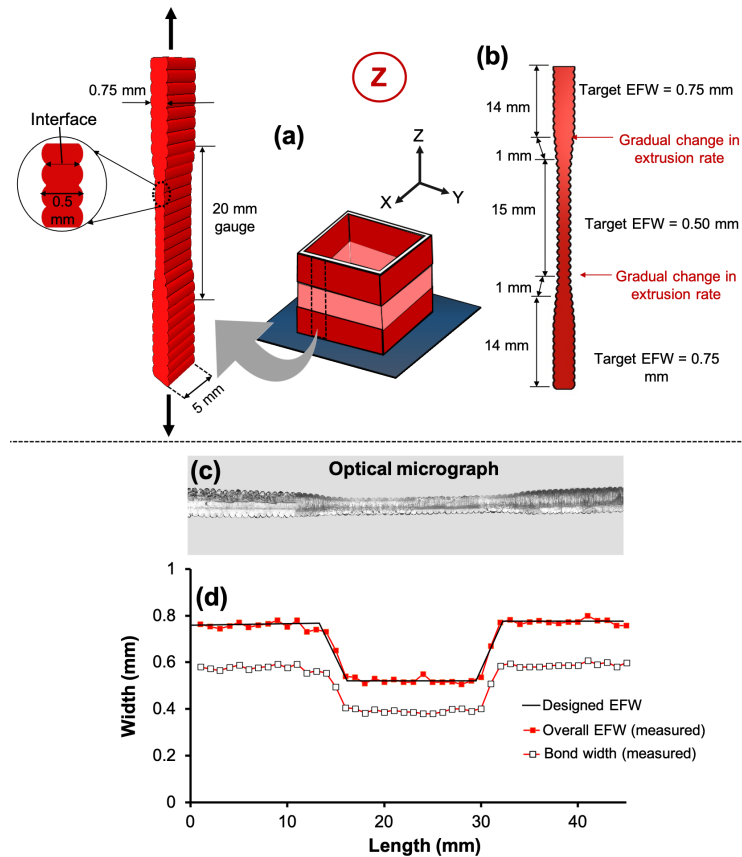 0.75 mm
Interface
0.5
mm
20 mm
gauge
5 mm
Z
(a)
Z
X
Y
(b)
14 mm
Target EFW = 0.75 mm
Gradual change in
extrusion rate
1 mm
15 mm
Target EFW = 0.50 mm
1 mm
Gradual change in
extrusion rate
14 mm
Target EFW = 0.75
mm
(c)
Optical micrograph
(d)
1
0.8
0.6
0.4
0.2
0
Width (mm)
Designed EFW
Overall EFW (measured)
Bond width (measured)
0
10
20
30
40
Length (mm)